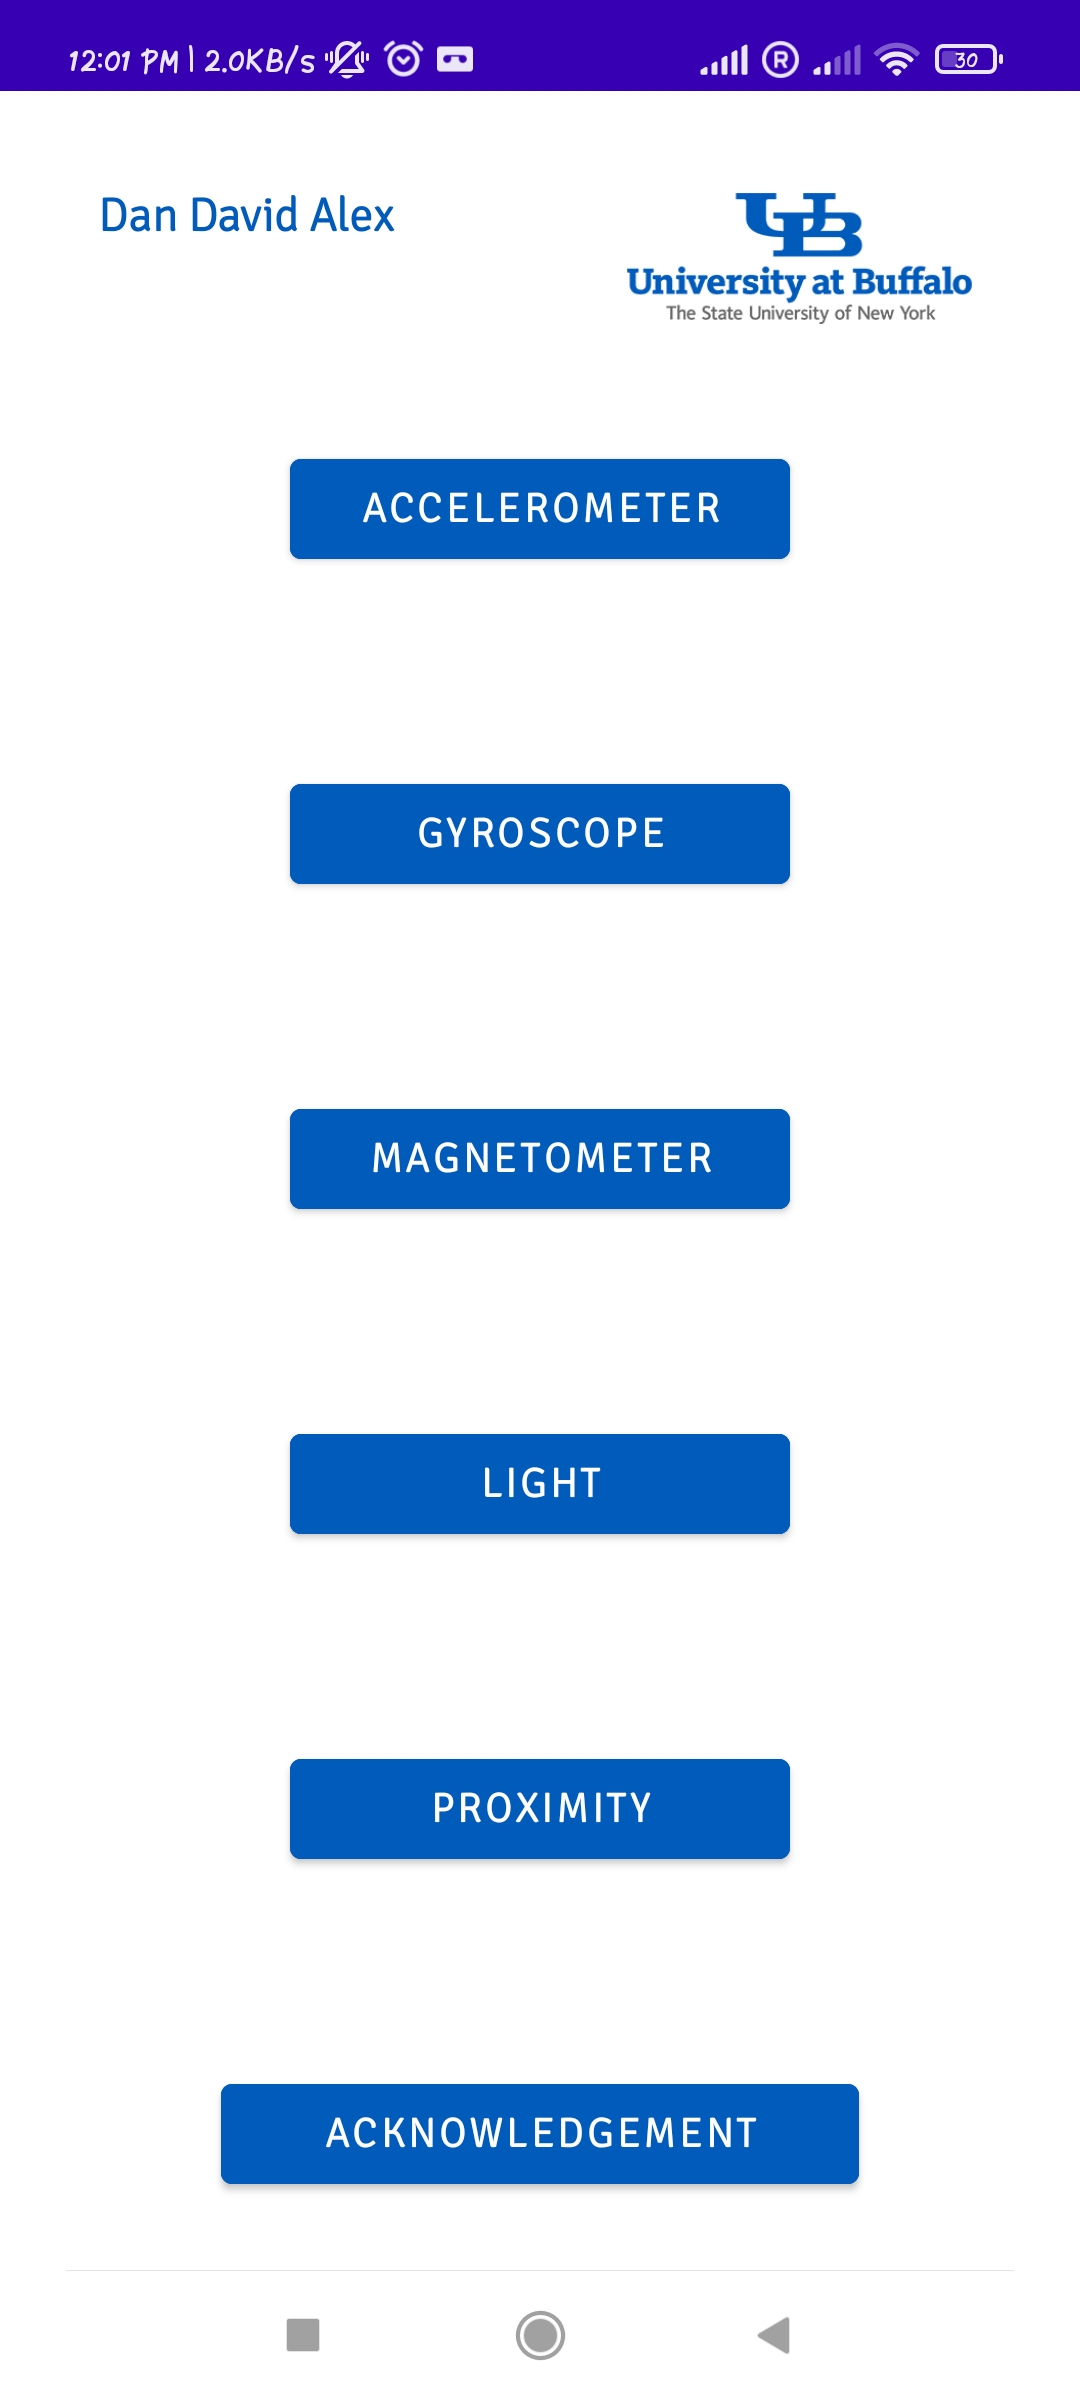 12:01 PM | 2.0KB/s R 30
Dan David Alex
UB
University at Buffalo
The State University of New York
ACCELEROMETER
GYROSCOPE
MAGNETOMETER
LIGHT
PROXIMITY
ACKNOWLEDGEMENT